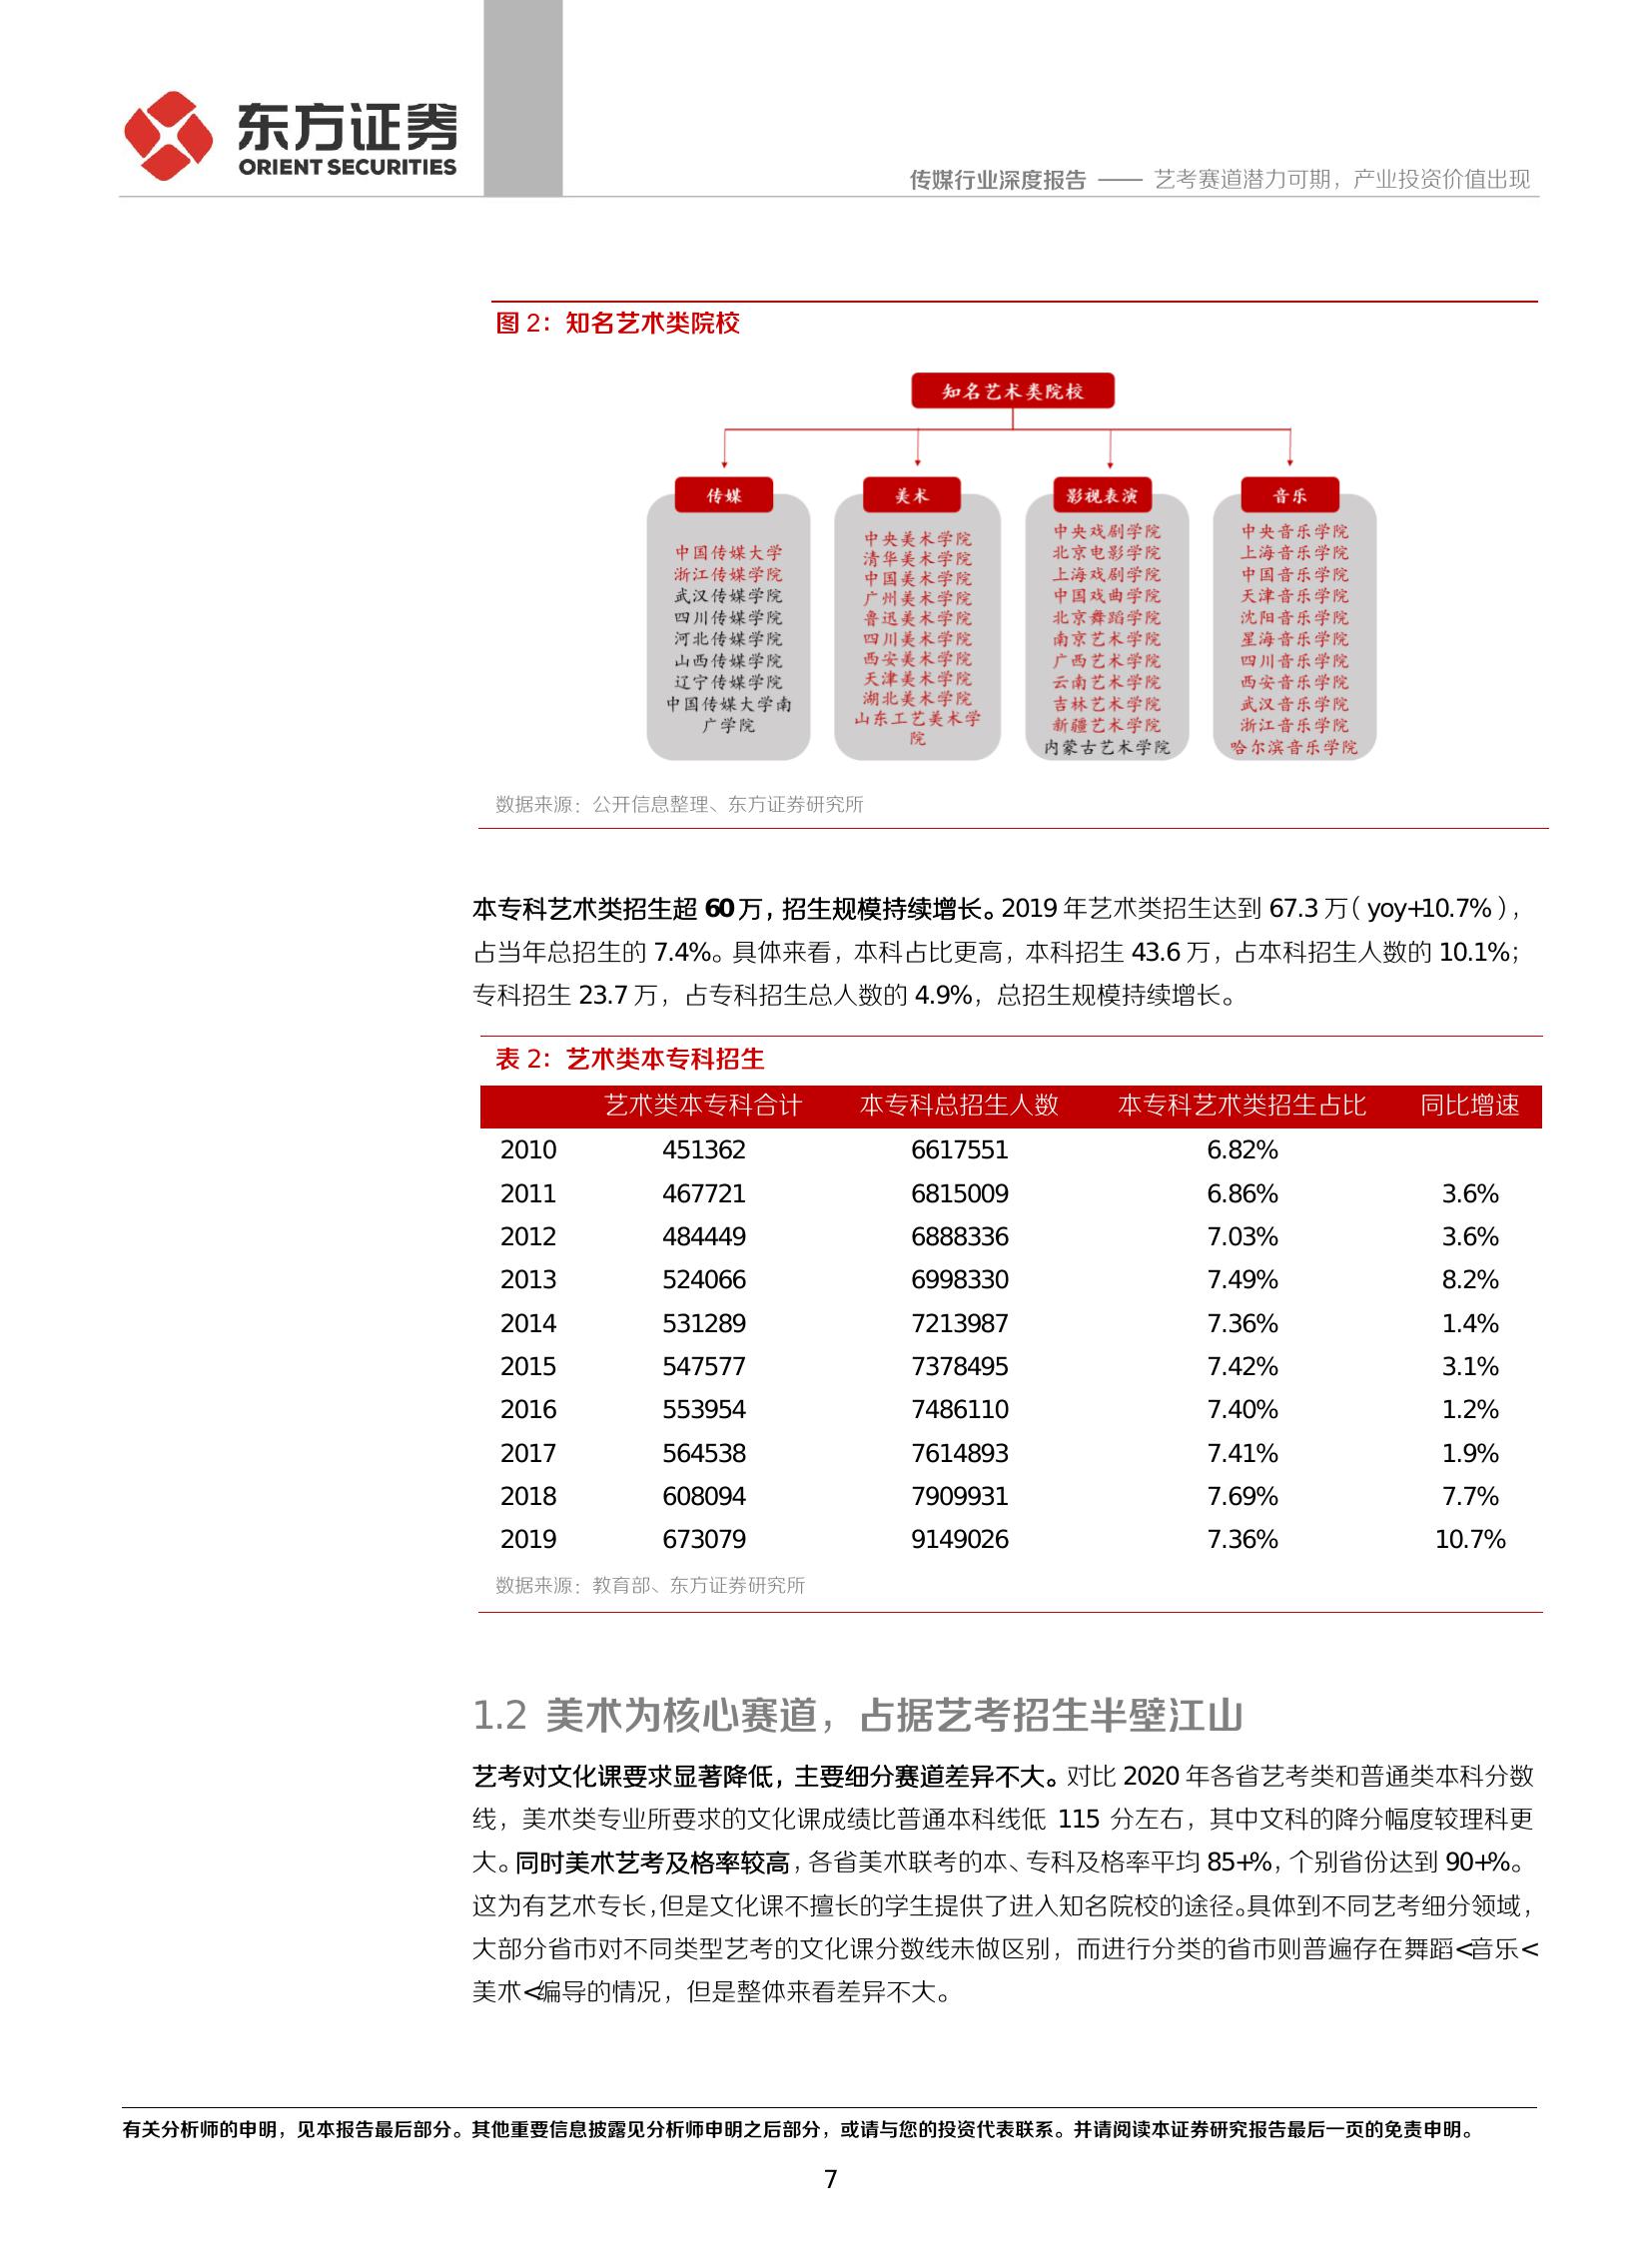 东方证券
ORIENT SECURITIES
传媒行业深度报告 —— 艺考赛道潜力可期，产业投资价值出现
图 2：知名艺术类院校
知名艺术类院校
传媒
中国传媒大学
浙江传媒学院
武汉传媒学院
四川传媒学院
河北传媒学院
山西传媒学院
辽宁传媒学院
中国传媒大学南
广学院
美术
中央美术学院
清华美术学院
中国美术学院
广州美术学院
鲁迅美术学院
四川美术学院
西安美术学院
天津美术学院
湖北美术学院
山东工艺美术学
院
影视表演
中央戏剧学院
北京电影学院
上海戏剧学院
中国戏曲学院
北京舞蹈学院
南京艺术学院
广西艺术学院
云南艺术学院
吉林艺术学院
新疆艺术学院
内蒙古艺术学院
音乐
中央音乐学院
上海音乐学院
中国音乐学院
天津音乐学院
沈阳音乐学院
星海音乐学院
四川音乐学院
西安音乐学院
武汉音乐学院
浙江音乐学院
哈尔滨音乐学院
数据来源：公开信息整理、东方证券研究所
本专科艺术类招生超 60 万，招生规模持续增长。2019 年艺术类招生达到 67.3 万（yoy+10.7%），
占当年总招生的 7.4%。具体来看，本科占比更高，本科招生 43.6 万，占本科招生人数的 10.1%；
专科招生 23.7 万，占专科招生总人数的 4.9%，总招生规模持续增长。
表 2：艺术类本专科招生
艺术类本专科合计 本专科总招生人数 本专科艺术类招生占比 同比增速
2010 451362 6617551 6.82%
2011 467721 6815009 6.86% 3.6%
2012 484449 6888336 7.03% 3.6%
2013 524066 6998330 7.49% 8.2%
2014 531289 7213987 7.36% 1.4%
2015 547577 7378495 7.42% 3.1%
2016 553954 7486110 7.40% 1.2%
2017 564538 7614893 7.41% 1.9%
2018 608094 7909931 7.69% 7.7%
2019 673079 9149026 7.36% 10.7%
数据来源：教育部、东方证券研究所
1.2 美术为核心赛道，占据艺考招生半壁江山
艺考对文化课要求显著降低，主要细分赛道差异不大。对比 2020 年各省艺考类和普通类本科分数
线，美术类专业所要求的文化课成绩比普通本科线低 115 分左右，其中文科的降分幅度较理科更
大。同时美术艺考及格率较高，各省美术联考的本、专科及格率平均 85+%，个别省份达到 90+%。
这为有艺术专长，但是文化课不擅长的学生提供了进入知名院校的途径。具体到不同艺考细分领域，
大部分省市对不同类型艺考的文化课分数线未做区别，而进行分类的省市则普遍存在舞蹈<音乐<
美术<编导的情况，但是整体来看差异不大。
有关分析师的申明，见本报告最后部分。其他重要信息披露见分析师申明之后部分，或请与您的投资代表联系。并请阅读本证券研究报告最后一页的免责申明。
7